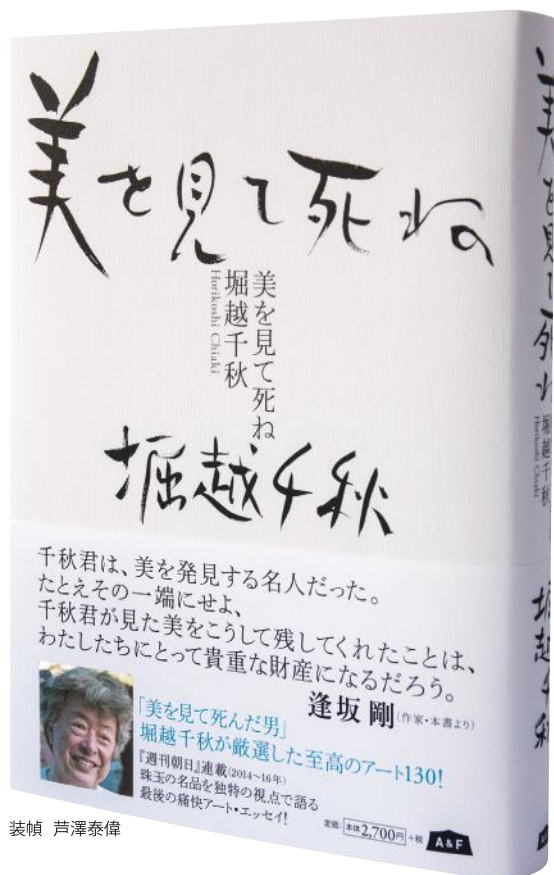 美を見て死ね
美を見て死ね
堀越千秋
Horikoshi Chiaki
堀越千秋
千秋君は、美を発見する名人だった。
たとえその一端にせよ、
千秋君が見た美をこうして残してくれたことは、
わたしたちにとって貴重な財産になるだろう。
逢坂 剛(作家・本書より)
「美を見て死んだ男」
堀越千秋が厳選した至高のアート130!
『週刊朝日』連載(2014〜16年)
珠玉の名品を独特の視点で語る
最後の痛快アート・エッセイ!
定価:本体2,700円+税
A&F
美を見て死ね
堀越千秋
Horikoshi Chiaki
堀越千秋
装幀 芦澤泰偉